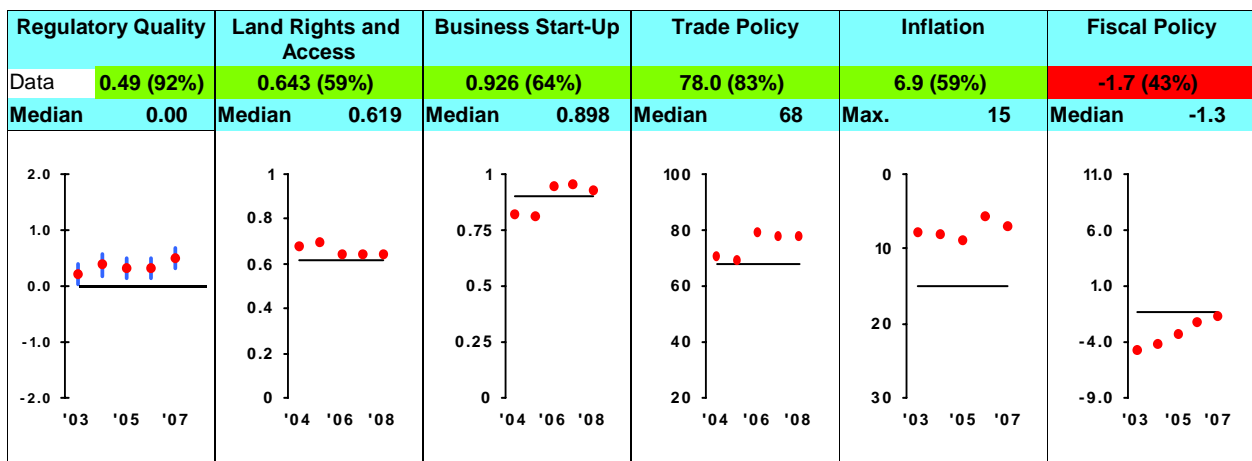 Regulatory Quality
Data 0.49 (92%)
Median 0.00
2.0
1.0
0.0
-1.0
-2.0
'03 '05 '07
Land Rights and
Access
0.643 (59%)
Median 0.619
1
0.8
0.6
0.4
0.2
0
'04 '06 '08
Business Start-Up
0.926 (64%)
Median 0.898
1
0.75
0.5
0.25
0
'04 '06 '08
Trade Policy
78.0 (83%)
Median 68
100
80
60
40
20
'04 '06 '08
Inflation
6.9 (59%)
Max. 15
0
10
20
30
'03 '05 '07
Fiscal Policy
-1.7 (43%)
Median -1.3
11.0
6.0
1.0
-4.0
-9.0
'03 '05 '07